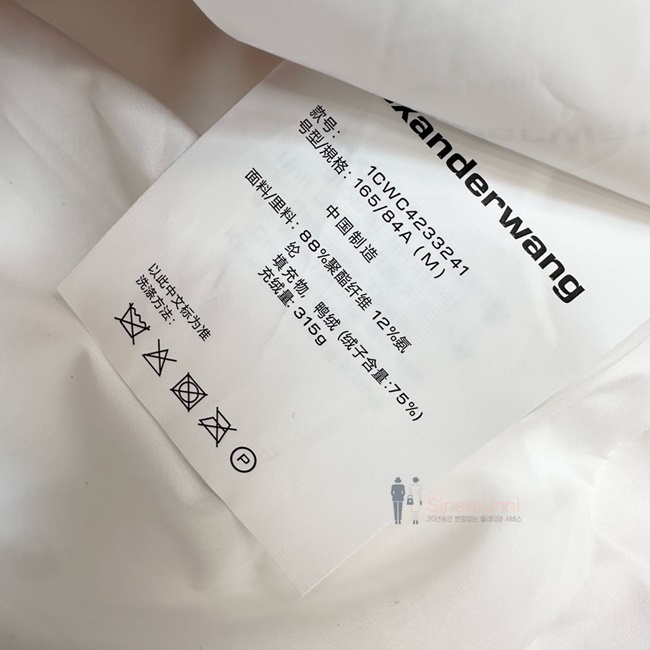 exanderwang
款号: 1CWC4233241
号型/規格: 165/84A (M)
中国制造
面料/里料: 88%聚酯纤维 12%氨
纶
填充物, 鸭绒 (绒子含量:75%)
充绒量: 315g
以此中文标为准
洗涤方法:
P